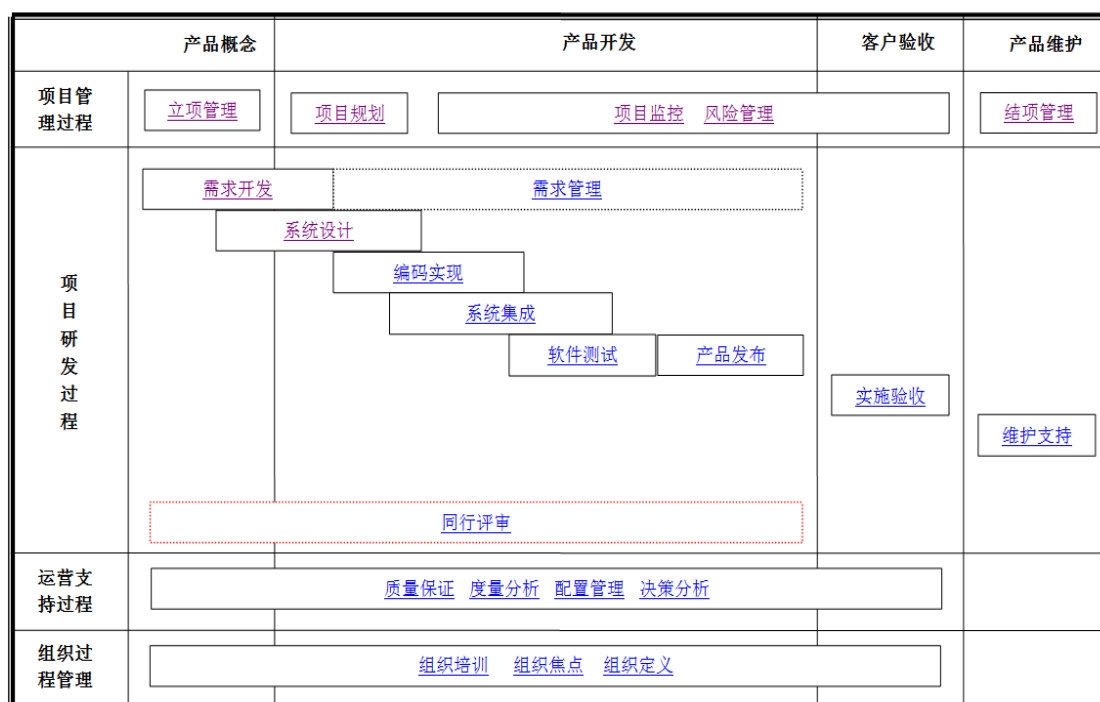 产品概念 产品开发 客户验收 产品维护
项目管
理过程
立项管理 项目规划 项目监控 风险管理 结项管理
项
目
研
发
过
程
需求开发 需求管理
系统设计
编码实现
系统集成
软件测试 产品发布
实施验收
维护支持
同行评审
运营支
持过程
质量保证 度量分析 配置管理 决策分析
组织过
程管理
组织培训 组织焦点 组织定义